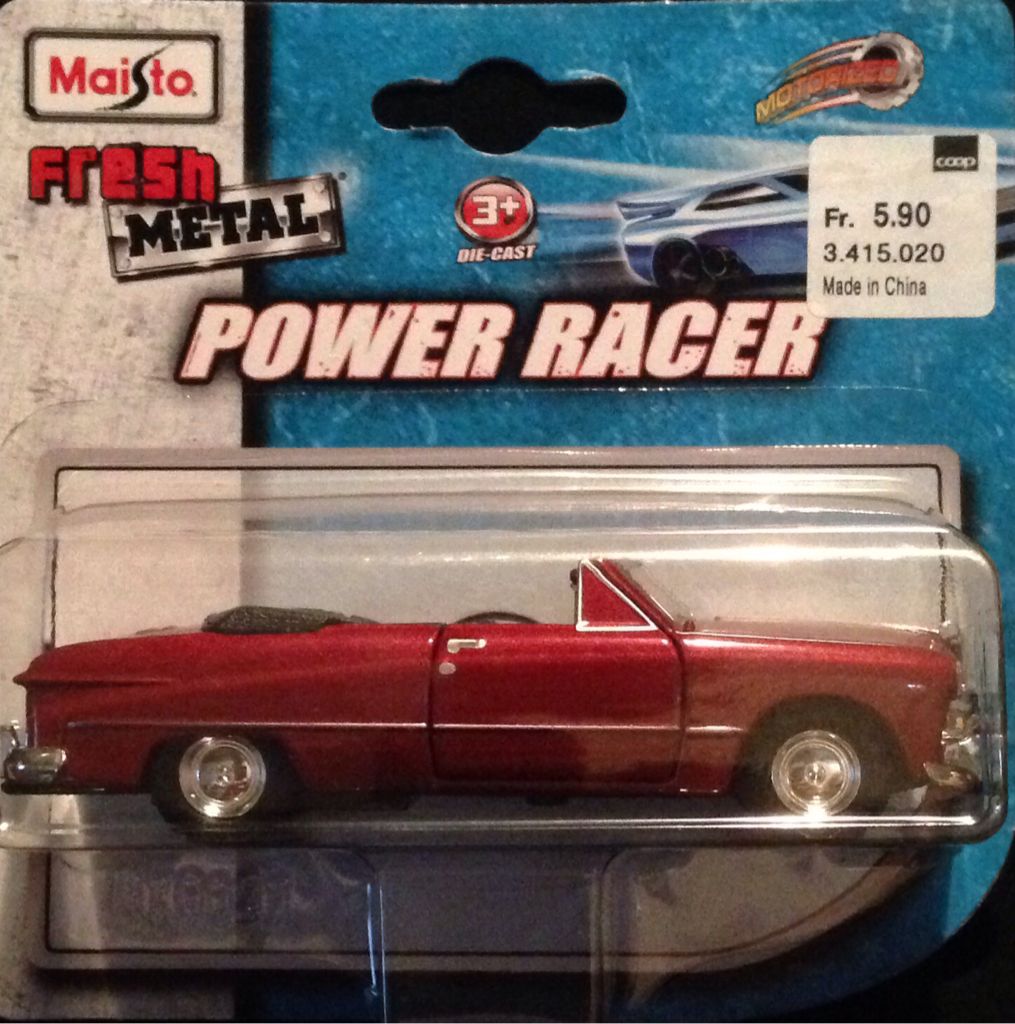 Maisto
MOTORIZED
Fresh
METAL
coop
3+
DIE-CAST
Fr. 5.90
3.415.020
Made in China
POWER RACER